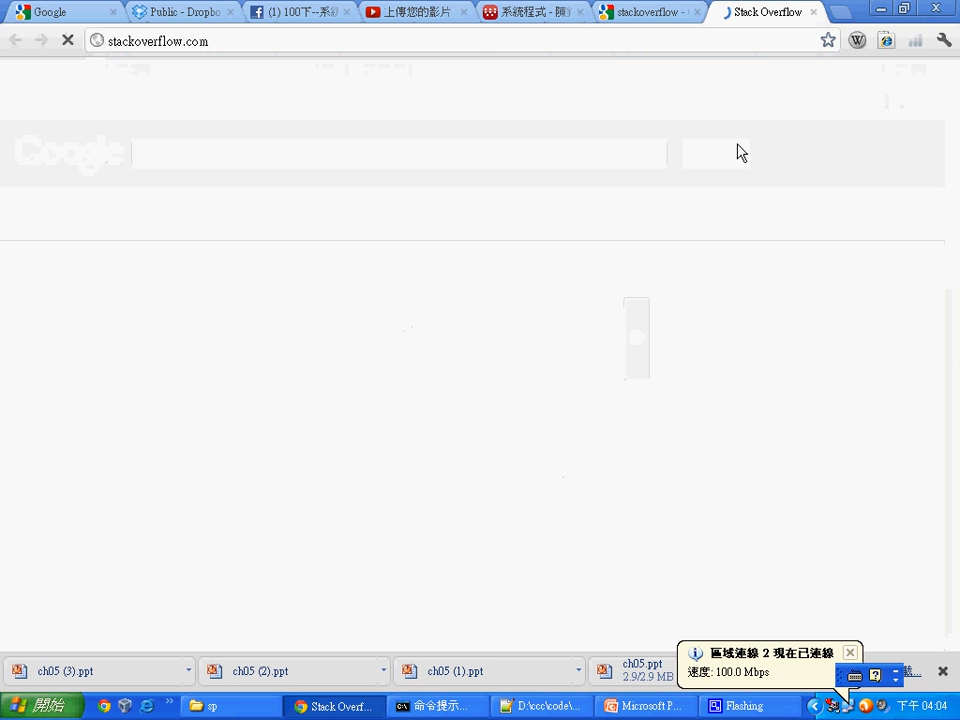 Google
Public - Dropbo
(1) 100下--系統
上傳您的影片
系統程式 - 陳
stackoverflow -
Stack Overflow
stackoverflow.com
W
Google
ch05 (3).ppt
ch05 (2).ppt
ch05 (1).ppt
ch05.ppt
2.9/2.9 MB
區域連線 2 現在已連線
速度: 100.0 Mbps
開始
sp
Stack Overf...
命令提示...
D:\ccc\code\...
Microsoft P...
Flashing
下午 04:04